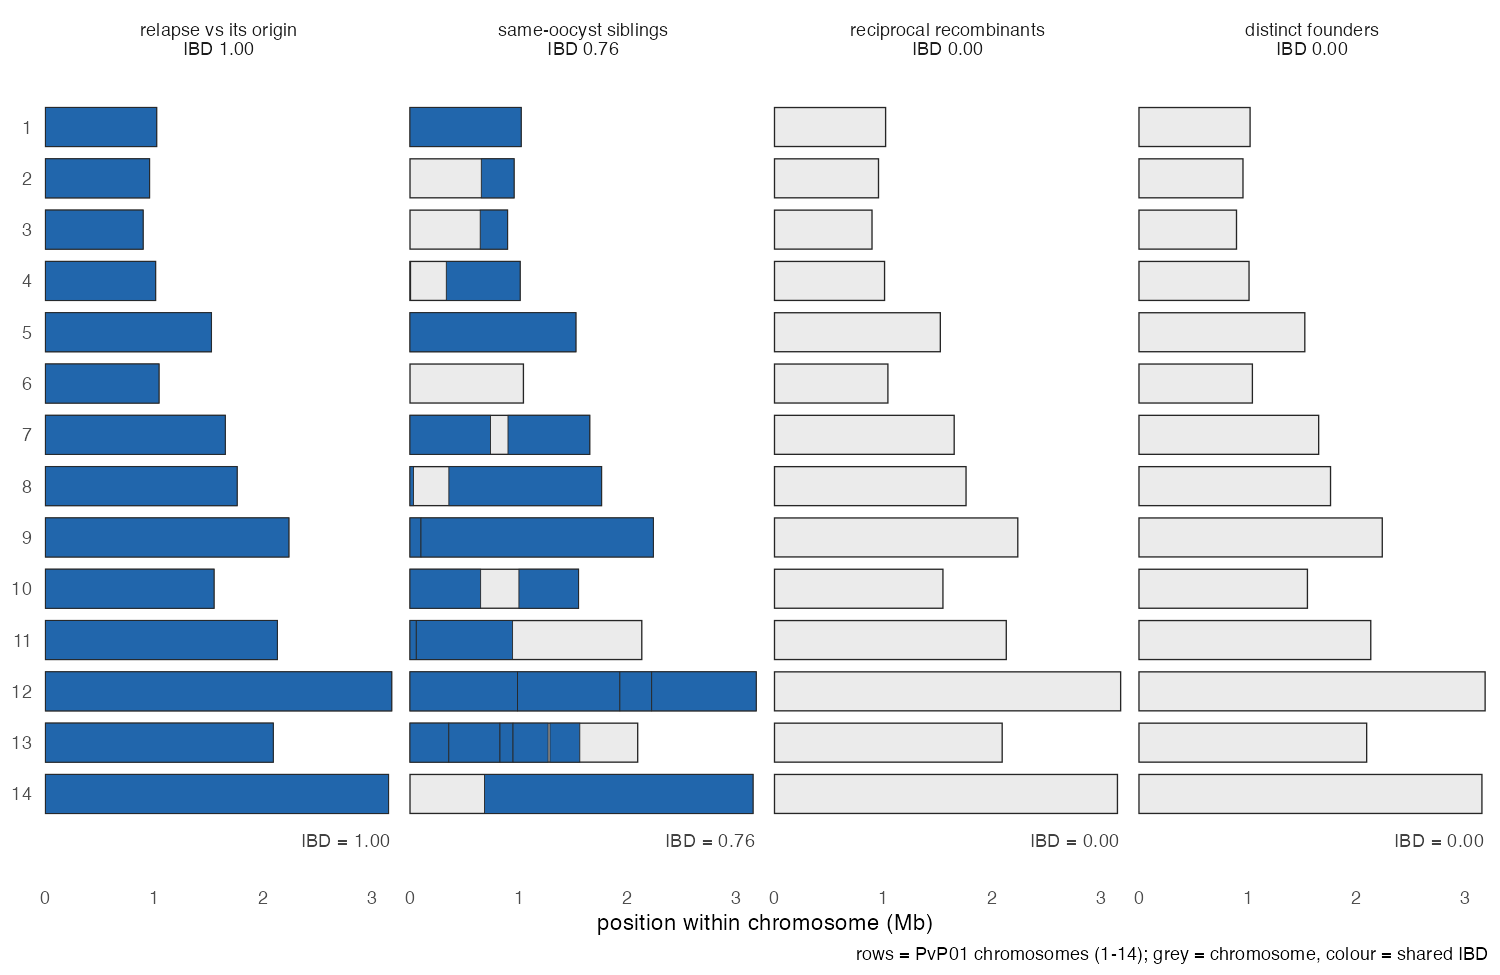 relapse vs its origin
IBD 1.00
same-oocyst siblings
IBD 0.76
reciprocal recombinants
IBD 0.00
distinct founders
IBD 0.00
1
2
3
4
5
6
7
8
9
10
11
12
13
14
IBD = 1.00
IBD = 0.76
IBD = 0.00
IBD = 0.00
0 1 2 3
0 1 2 3
0 1 2 3
0 1 2 3
position within chromosome (Mb)
rows = PvP01 chromosomes (1-14); grey = chromosome, colour = shared IBD